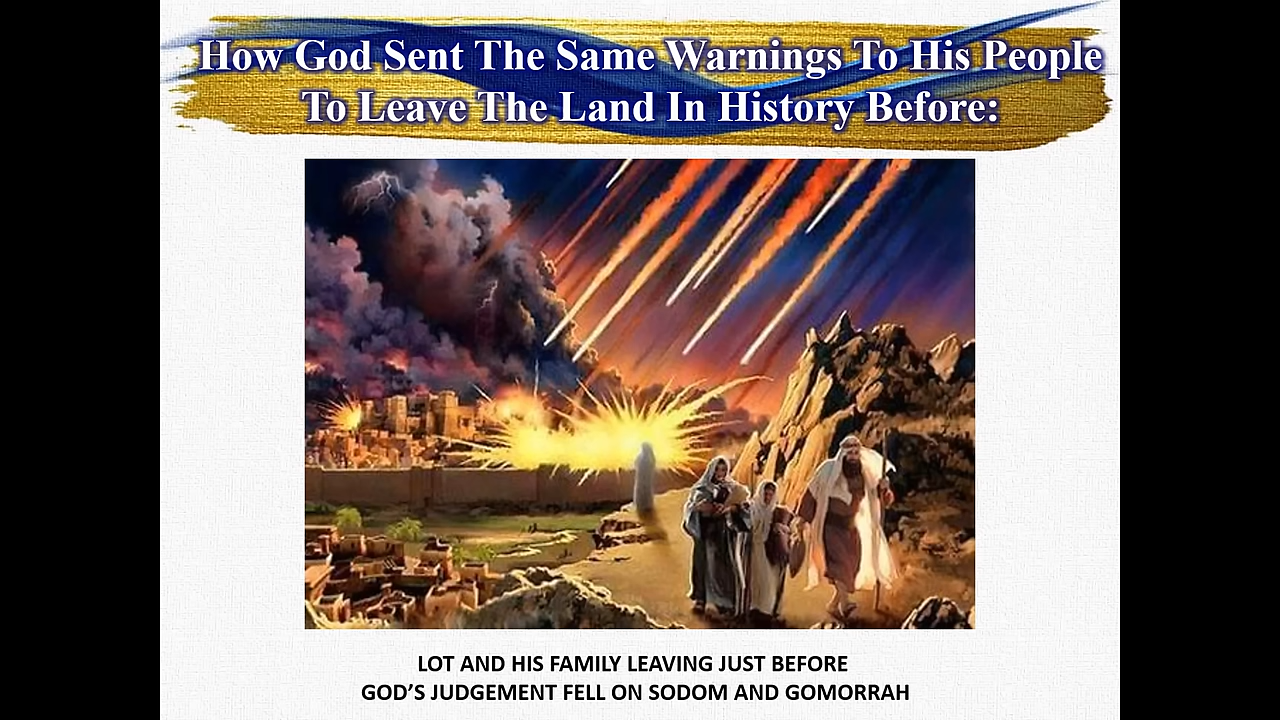 How God Sent The Same Warnings To His People
To Leave The Land In History Before:
LOT AND HIS FAMILY LEAVING JUST BEFORE
GOD’S JUDGEMENT FELL ON SODOM AND GOMORRAH